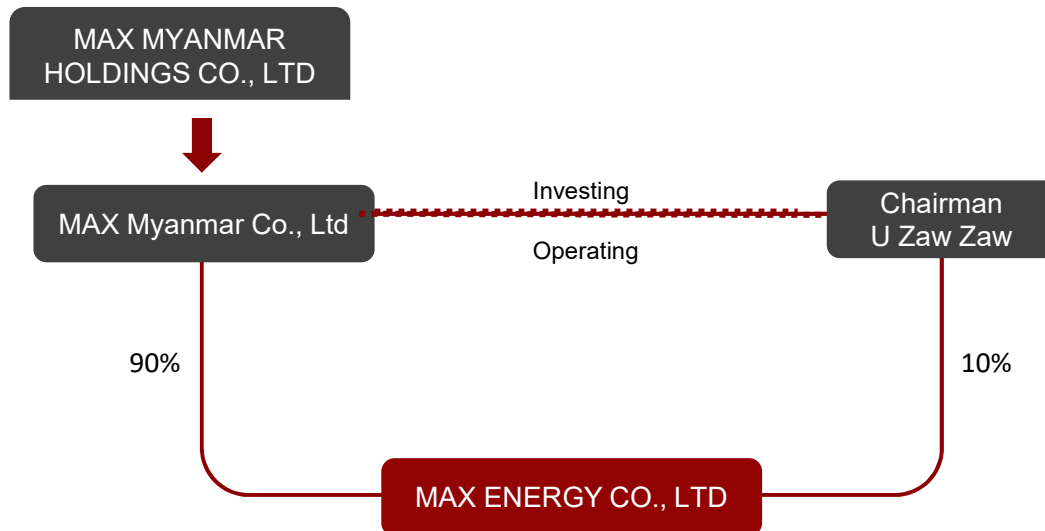 MAX MYANMAR
HOLDINGS CO., LTD
MAX Myanmar Co., Ltd
Investing
Operating
Chairman
U Zaw Zaw
90%
10%
MAX ENERGY CO., LTD